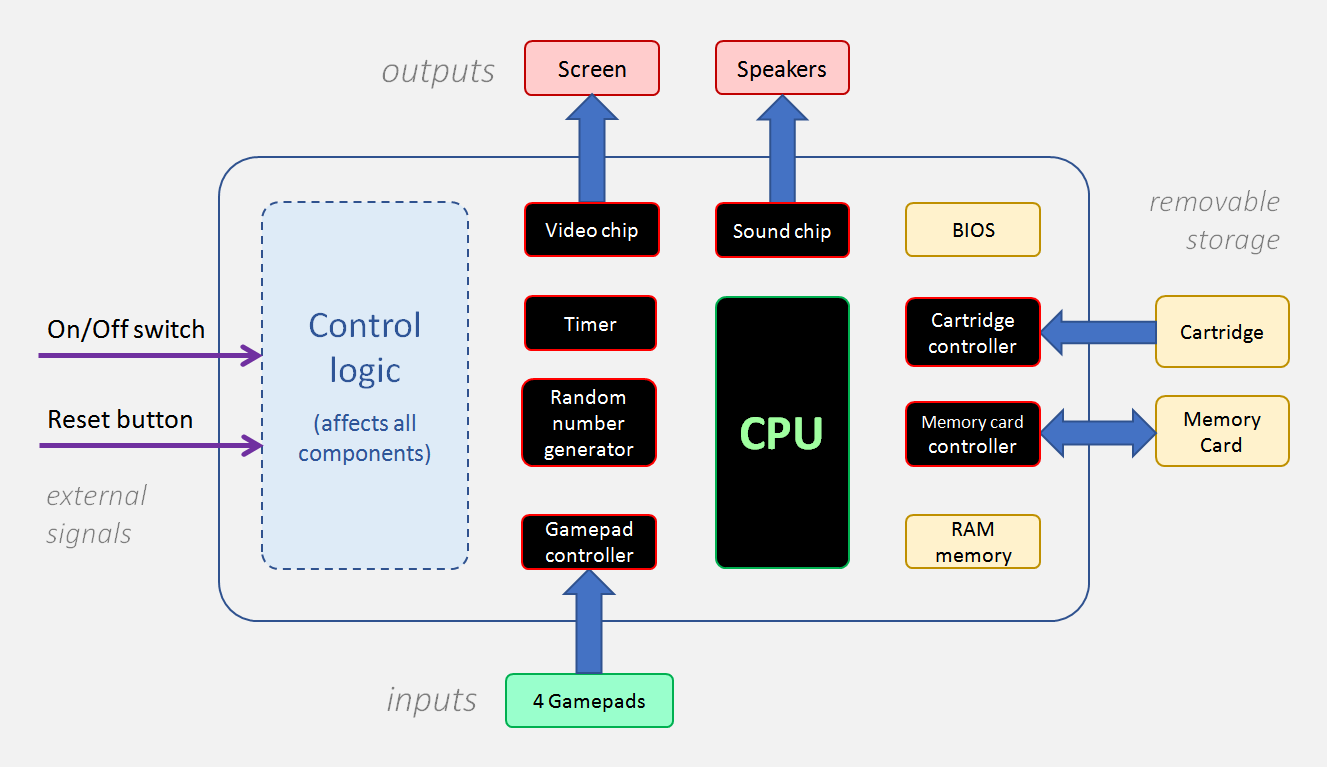 outputs
Screen
Speakers
Video chip
Sound chip
BIOS
removable
storage
Control
logic
(affects all
components)
On/Off switch
Reset button
external
signals
Timer
Random
number
generator
Gamepad
controller
CPU
Cartridge
controller
Cartridge
Memory card
controller
Memory
Card
RAM
memory
inputs
4 Gamepads